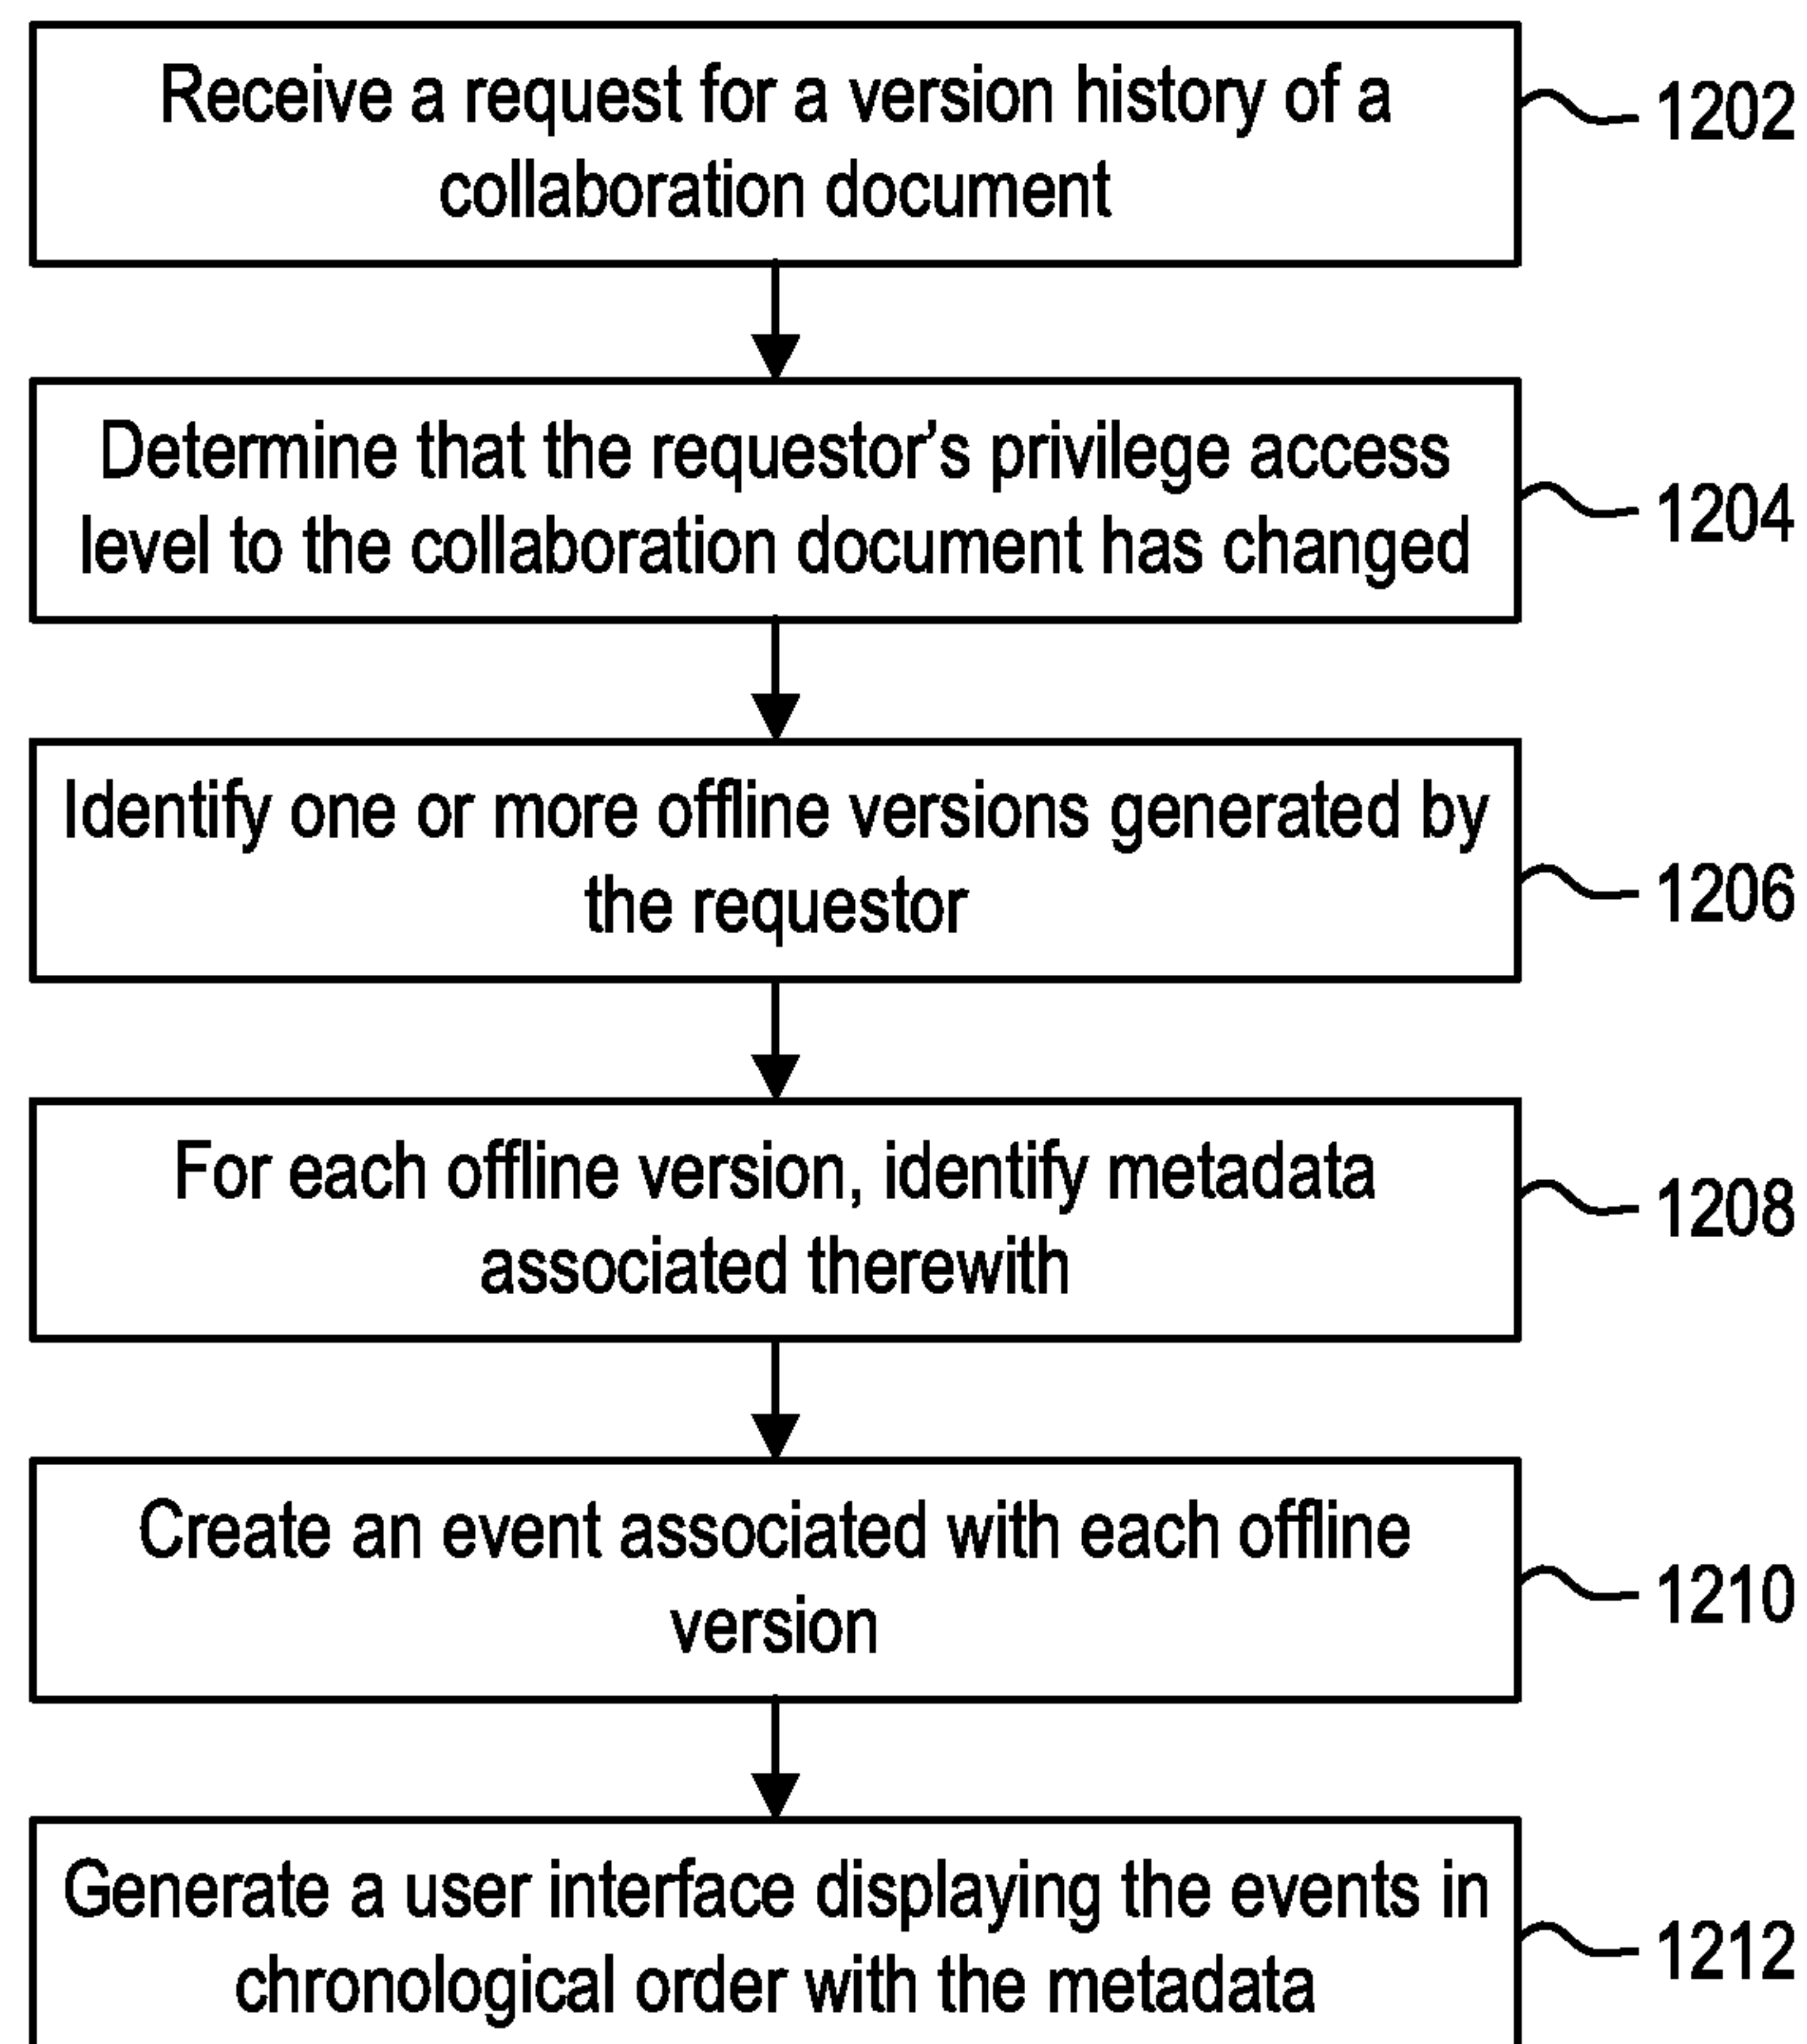 Receive a request for a version history of a
collaboration document
1202
Determine that the requestor’s privilege access
level to the collaboration document has changed
1204
Identify one or more offline versions generated by
the requestor
1206
For each offline version, identify metadata
associated therewith
1208
Create an event associated with each offline
version
1210
Generate a user interface displaying the events in
chronological order with the metadata
1212